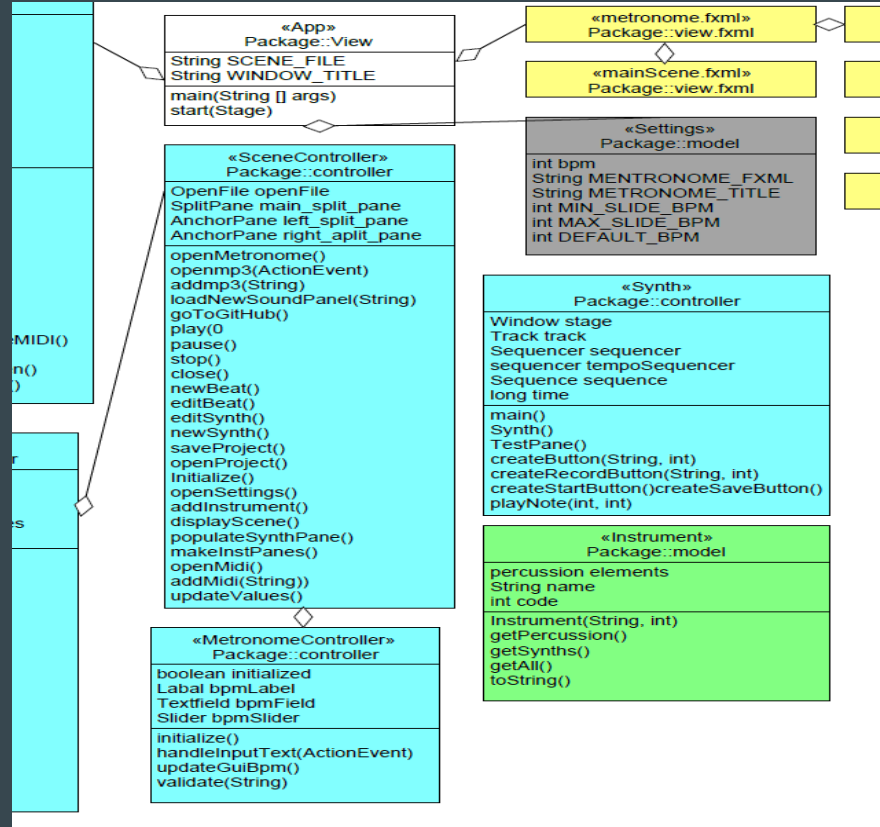 «App»
Package::View
String SCENE_FILE
String WINDOW_TITLE
main(String [] args)
start(Stage)
«metronome.fxml»
Package::view.fxml
«mainScene.fxml»
Package::view.fxml
«Settings»
Package::model
int bpm
String MENTRONOME_FXML
String METRONOME_TITLE
int MIN_SLIDE_BPM
int MAX_SLIDE_BPM
int DEFAULT_BPM
«SceneController»
Package::controller
OpenFile openFile
SplitPane main_split_pane
AnchorPane left_split_pane
AnchorPane right_aplit_pane
openMetronome()
openmp3(ActionEvent)
addmp3(String)
loadNewSoundPanel(String)
goToGitHub()
play(0
pause()
stop()
close()
newBeat()
editBeat()
editSynth()
newSynth()
saveProject()
openProject()
Initialize()
openSettings()
addInstrument()
displayScene()
populateSynthPane()
makeInstPanes()
openMidi()
addMidi(String))
updateValues()
«Synth»
Package::controller
Window stage
Track track
Sequencer sequencer
sequencer tempoSequencer
Sequence sequence
long time
main()
Synth()
TestPane()
createButton(String, int)
createRecordButton(String, int)
createStartButton()createSaveButton()
playNote(int, int)
«Instrument»
Package::model
percussion elements
String name
int code
Instrument(String, int)
getPercussion()
getSynths()
getAll()
toString()
«MetronomeController»
Package::controller
boolean initialized
Labal bpmLabel
Textfield bpmField
Slider bpmSlider
initialize()
handleInputText(ActionEvent)
updateGuiBpm()
validate(String)
eMIDI()
en()
()
r
es